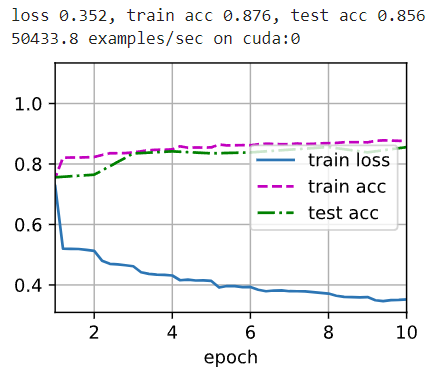 loss 0.352, train acc 0.876, test acc 0.856
50433.8 examples/sec on cuda:0
1.0
0.8
0.6
0.4
train loss
train acc
test acc
2 4 6 8 10
epoch